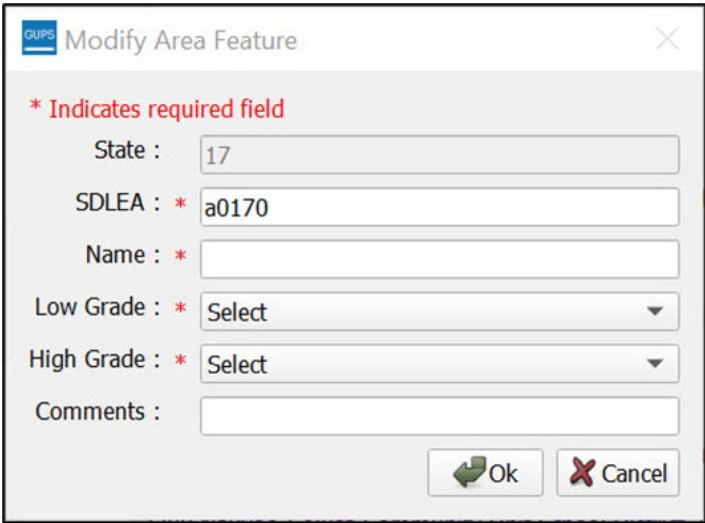 GUPS Modify Area Feature
* Indicates required field
State : 17
SDLEA : * a0170
Name : *
Low Grade : * Select
High Grade : * Select
Comments :
Ok Cancel